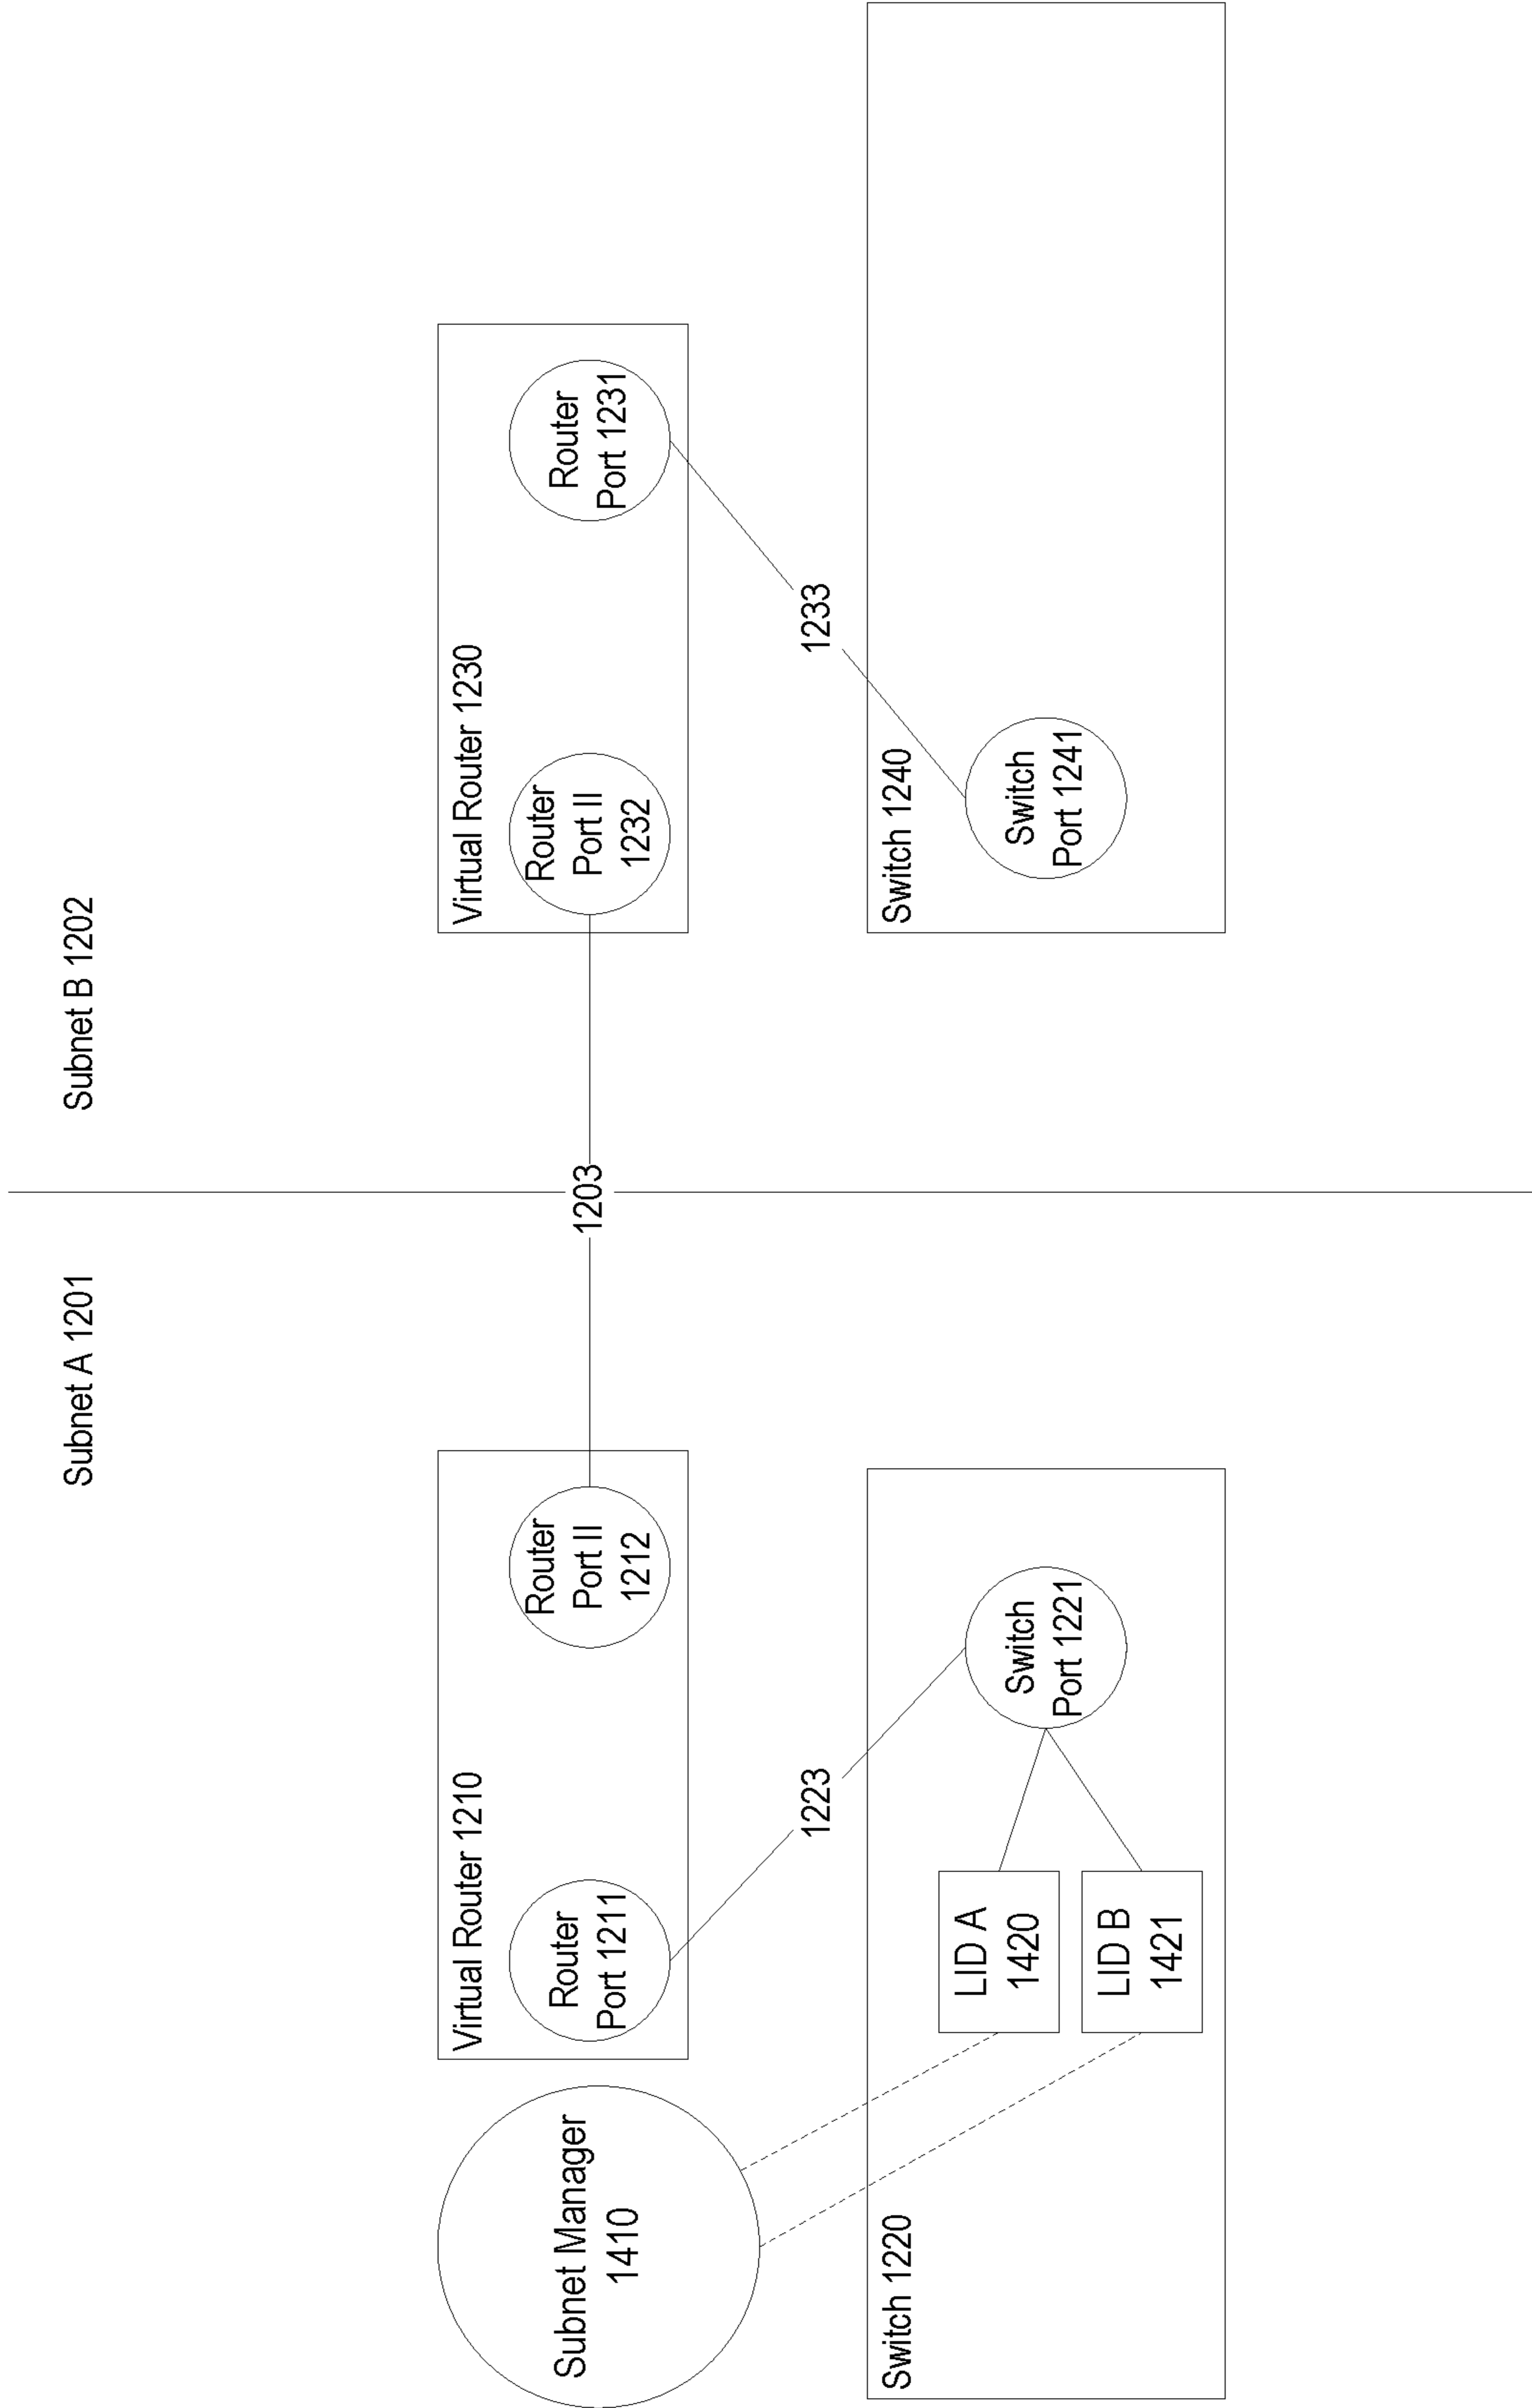 Subnet A 1201
Subnet B 1202
Subnet Manager
1410
Virtual Router 1210
Router
Port 1211
Router
Port II
1212
1203
Virtual Router 1230
Router
Port II
1232
Router
Port 1231
1223
1233
Switch 1220
LID A
1420
LID B
1421
Switch
Port 1221
Switch 1240
Switch
Port 1241